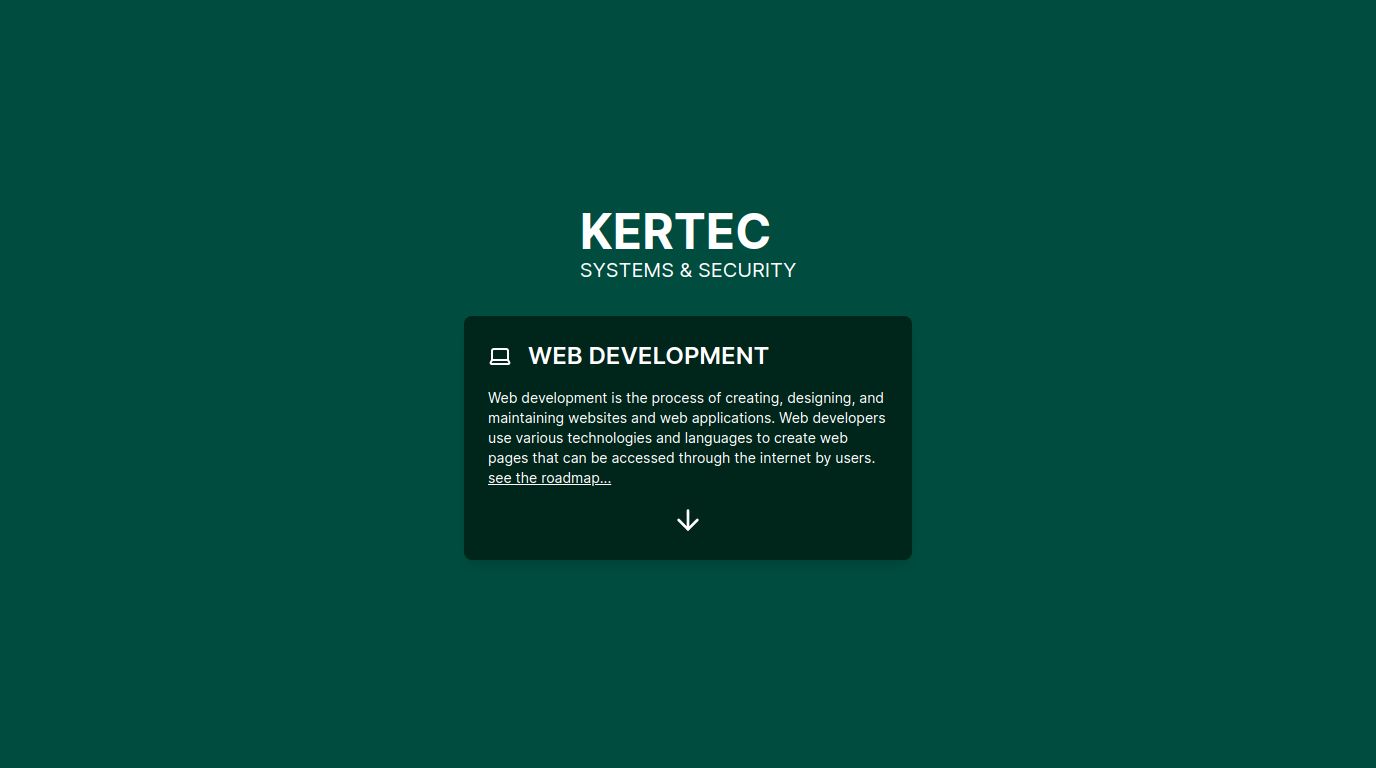 KERTEC
SYSTEMS & SECURITY
WEB DEVELOPMENT
Web development is the process of creating, designing, and
maintaining websites and web applications. Web developers
use various technologies and languages to create web
pages that can be accessed through the internet by users.
see the roadmap...